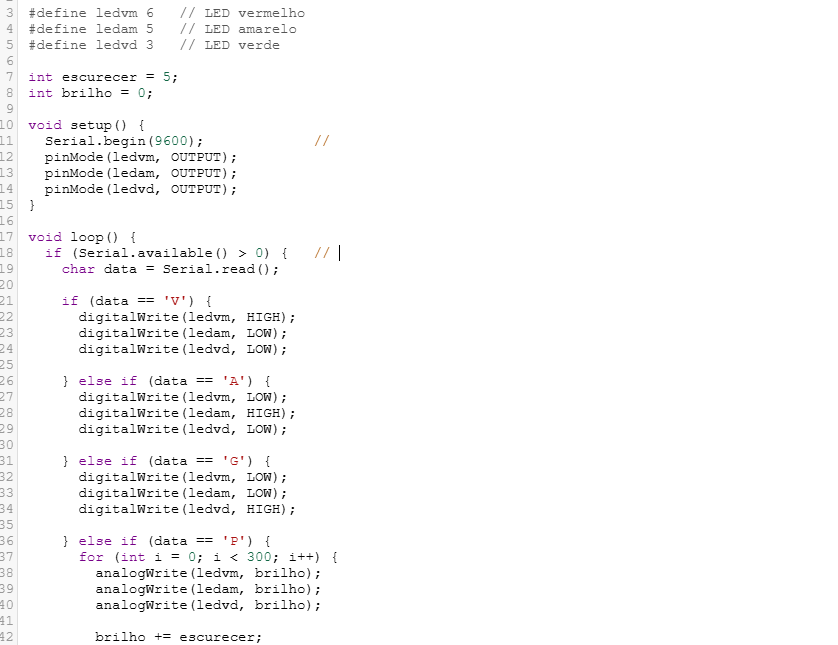 3 #define ledvm 6   // LED vermelho
4 #define ledam 5   // LED amarelo
5 #define ledvd 3   // LED verde
6
7 int escurecer = 5;
8 int brilho = 0;
9
10 void setup() {
11   Serial.begin(9600);             //
12   pinMode(ledvm, OUTPUT);
13   pinMode(ledam, OUTPUT);
14   pinMode(ledvd, OUTPUT);
15 }
16
17 void loop() {
18   if (Serial.available() > 0) {   //
19     char data = Serial.read();
20
21     if (data == 'V') {
22       digitalWrite(ledvm, HIGH);
23       digitalWrite(ledam, LOW);
24       digitalWrite(ledvd, LOW);
25
26     } else if (data == 'A') {
27       digitalWrite(ledvm, LOW);
28       digitalWrite(ledam, HIGH);
29       digitalWrite(ledvd, LOW);
30
31     } else if (data == 'G') {
32       digitalWrite(ledvm, LOW);
33       digitalWrite(ledam, LOW);
34       digitalWrite(ledvd, HIGH);
35
36     } else if (data == 'P') {
37       for (int i = 0; i < 300; i++) {
38         analogWrite(ledvm, brilho);
39         analogWrite(ledam, brilho);
40         analogWrite(ledvd, brilho);
41
42         brilho += escurecer;